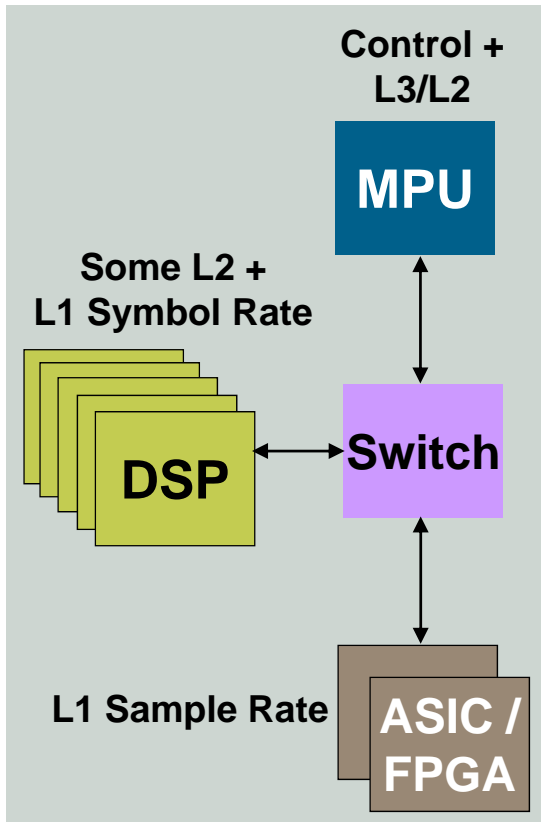 Control +
L3/L2
MPU
Some L2 +
L1 Symbol Rate
DSP
Switch
L1 Sample Rate
ASIC /
FPGA